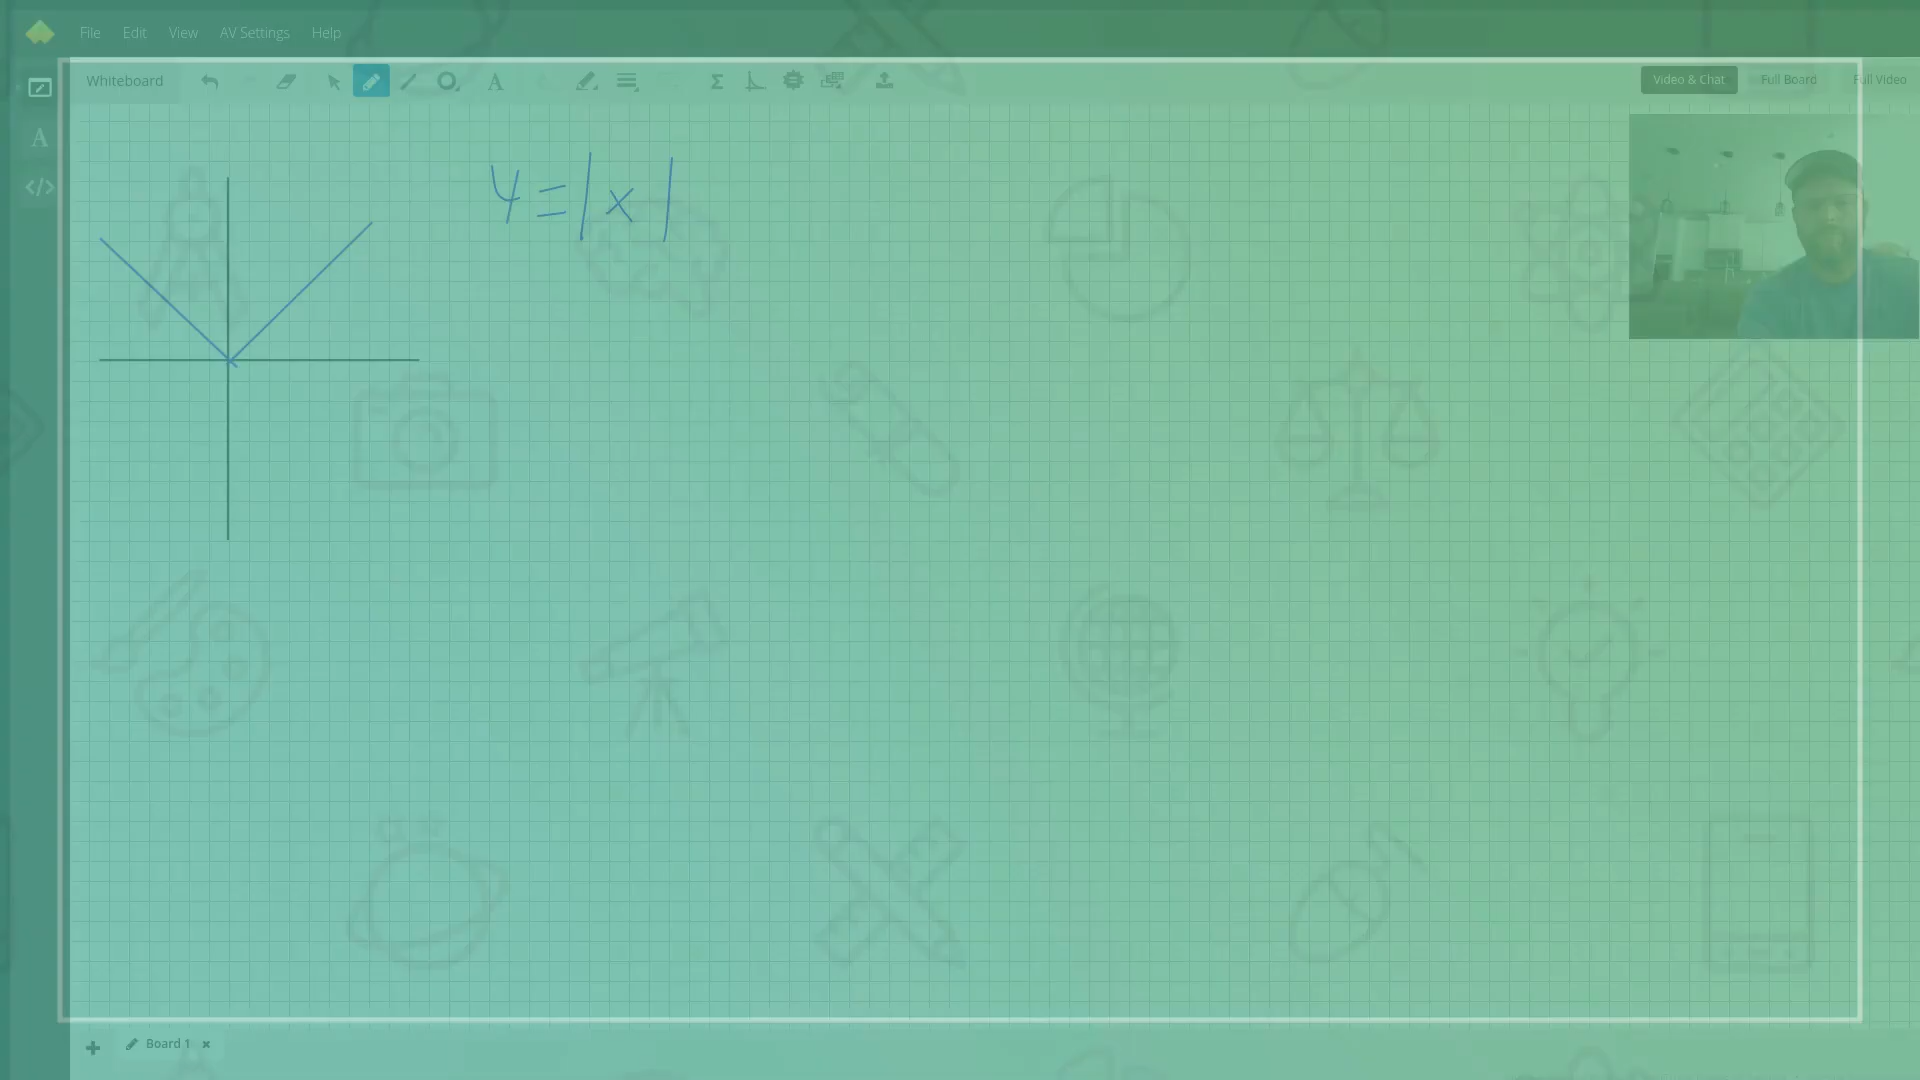 File Edit View AV Settings Help
Whiteboard A Σ Video & Chat Full Board Full Video
A
</>
y=|x|
+ Board 1 ×